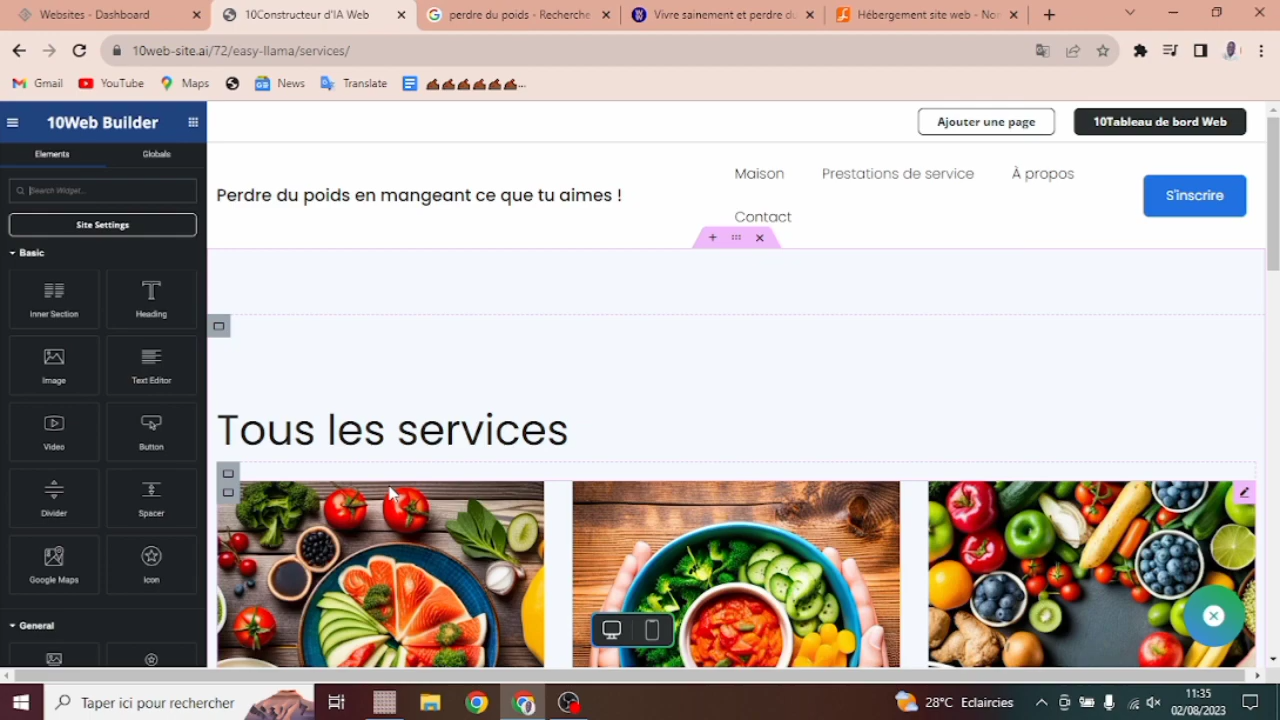 Websites - Dashboard
10Constructeur d'IA Web
perdre du poids - Recherche
Vivre sainement et perdre du
Hébergement site web - Nom
10web-site.ai/72/easy-llama/services/
Gmail
YouTube
Maps
News
Translate
10Web Builder
Ajouter une page
10Tableau de bord Web
Elements
Globals
Search Widget...
Site Settings
Perdre du poids en mangeant ce que tu aimes !
Maison
Prestations de service
À propos
Contact
S'inscrire
Basic
Inner Section
Heading
Image
Text Editor
Video
Button
Divider
Spacer
Google Maps
Icon
General
Tous les services
Taper ici pour rechercher
28°C Eclaircies
11:35
02/08/2023